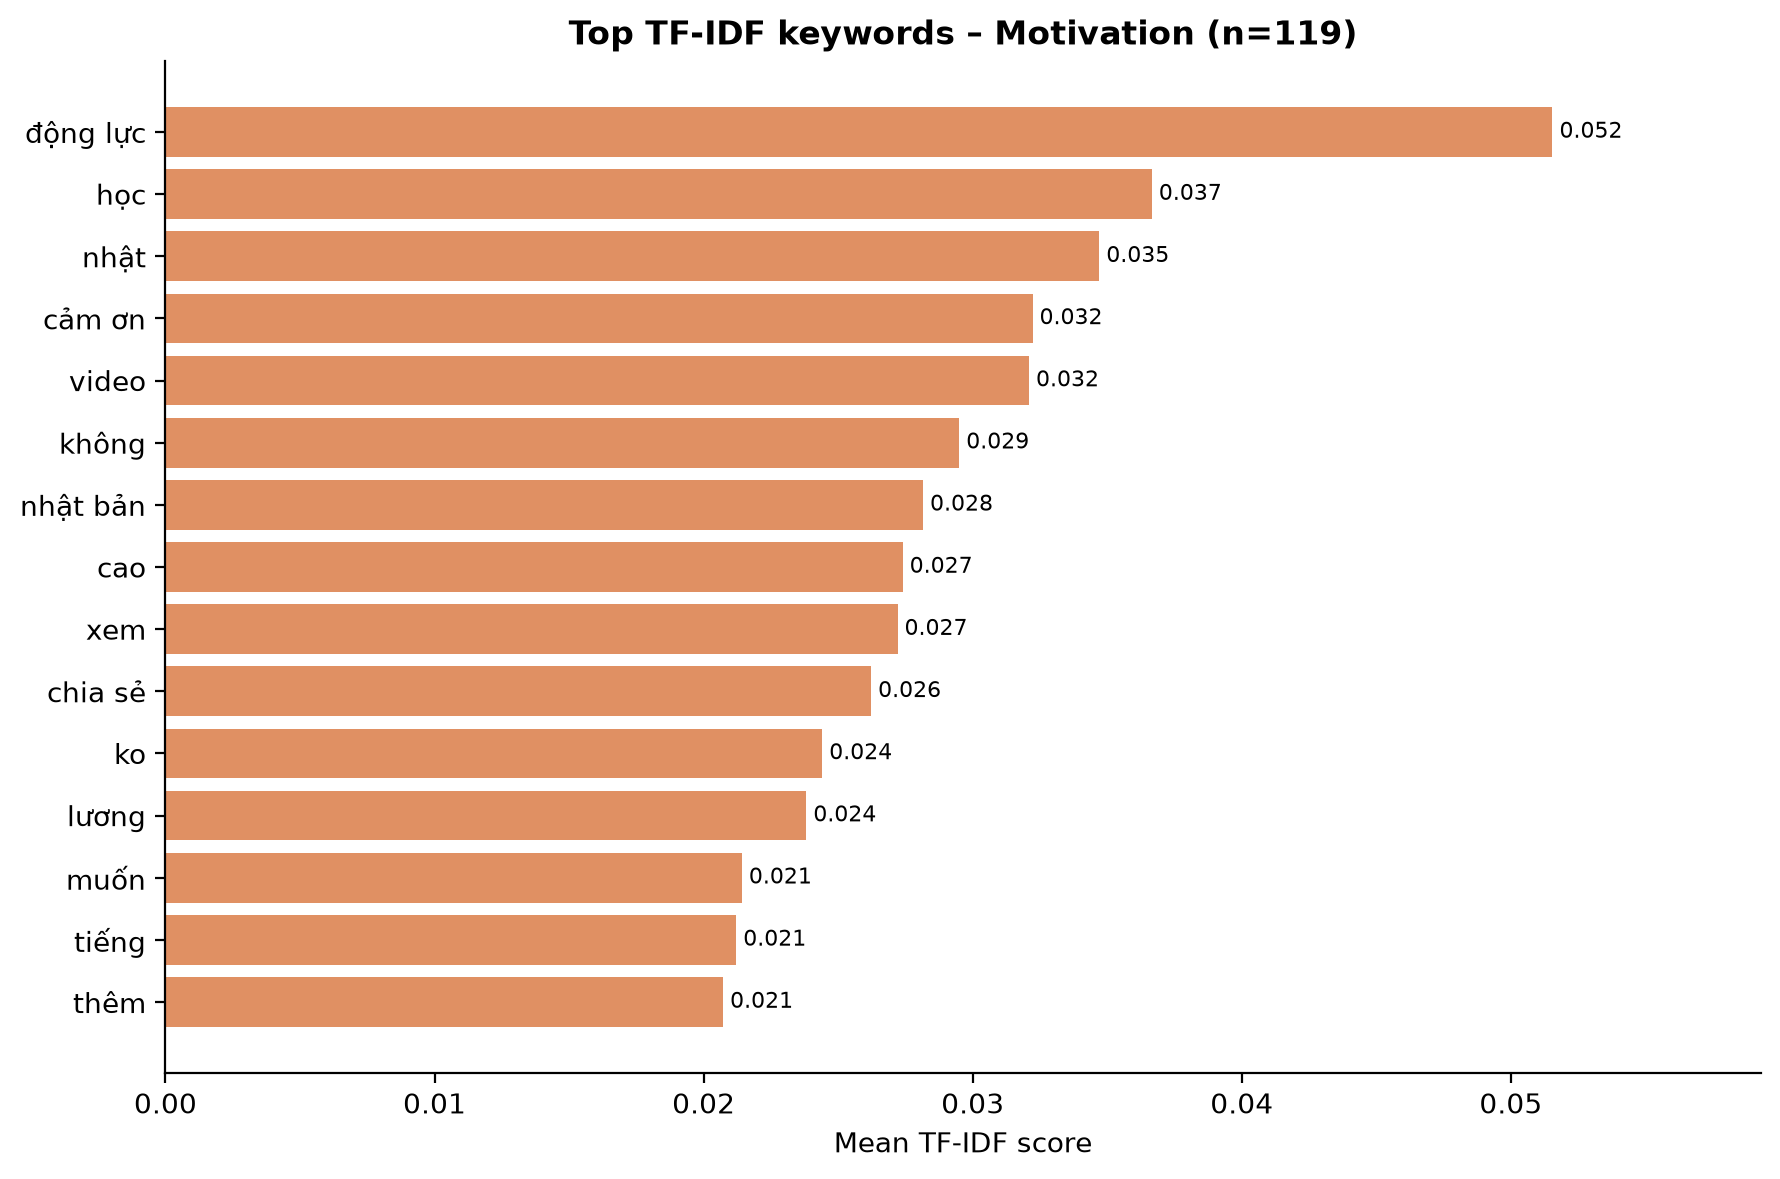 Top TF-IDF keywords – Motivation (n=119)
động lực 0.052
học 0.037
nhật 0.035
cảm ơn 0.032
video 0.032
không 0.029
nhật bản 0.028
cao 0.027
xem 0.027
chia sẻ 0.026
ko 0.024
lương 0.024
muốn 0.021
tiếng 0.021
thêm 0.021
0.00 0.01 0.02 0.03 0.04 0.05
Mean TF-IDF score